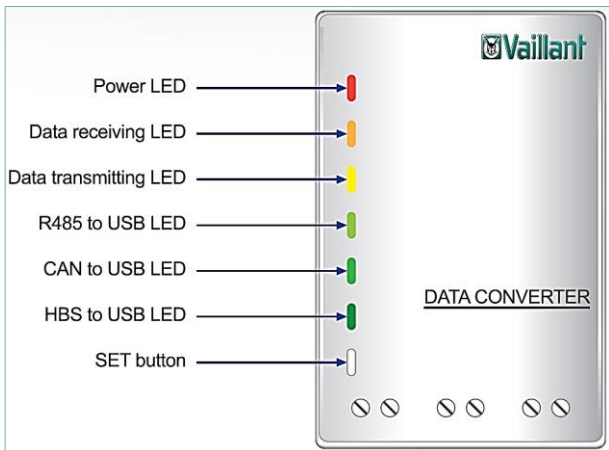 Vaillant
Power LED
Data receiving LED
Data transmitting LED
R485 to USB LED
CAN to USB LED
HBS to USB LED
SET button
DATA CONVERTER